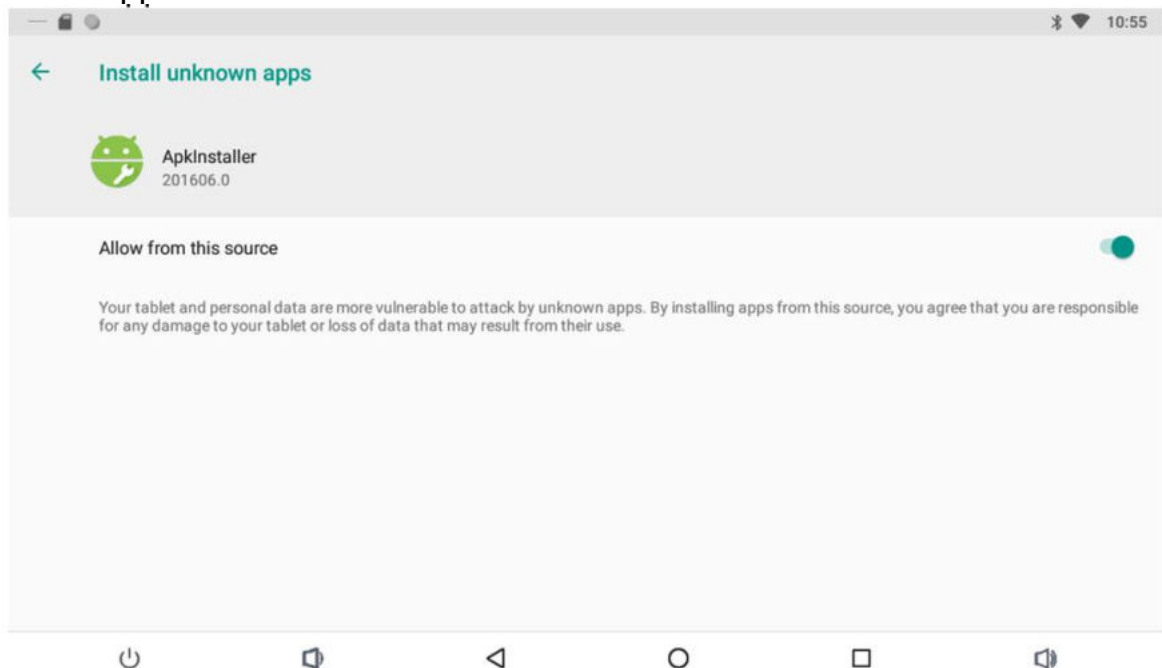 10:55
Install unknown apps
ApkInstaller
201606.0
Allow from this source
Your tablet and personal data are more vulnerable to attack by unknown apps. By installing apps from this source, you agree that you are responsible
for any damage to your tablet or loss of data that may result from their use.